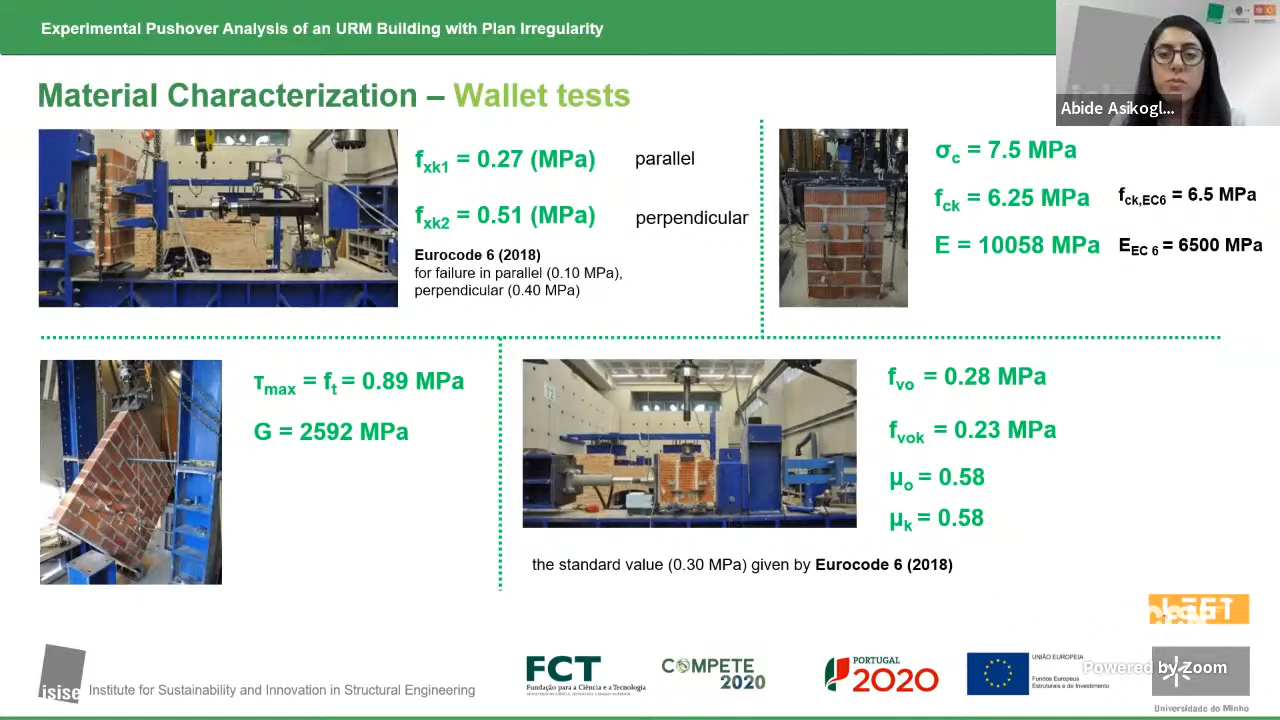 Experimental Pushover Analysis of an URM Building with Plan Irregularity
Abide Asikogl...
Material Characterization – Wallet tests
fxk1 = 0.27 (MPa) parallel
fxk2 = 0.51 (MPa) perpendicular
Eurocode 6 (2018)
for failure in parallel (0.10 MPa),
perpendicular (0.40 MPa)
σc = 7.5 MPa
fck = 6.25 MPa fck,EC6 = 6.5 MPa
E = 10058 MPa EEC 6 = 6500 MPa
τmax = ft = 0.89 MPa
G = 2592 MPa
fvo = 0.28 MPa
fvok = 0.23 MPa
μo = 0.58
μk = 0.58
the standard value (0.30 MPa) given by Eurocode 6 (2018)
isise Institute for Sustainability and Innovation in Structural Engineering
FCT
Fundação para a Ciência e a Tecnologia
COMPETE
2020
PORTUGAL
2020
UNIÃO EUROPEIA
Fundos Europeus
Estruturais e de Investimento
Powered by Zoom
Universidade do Minho